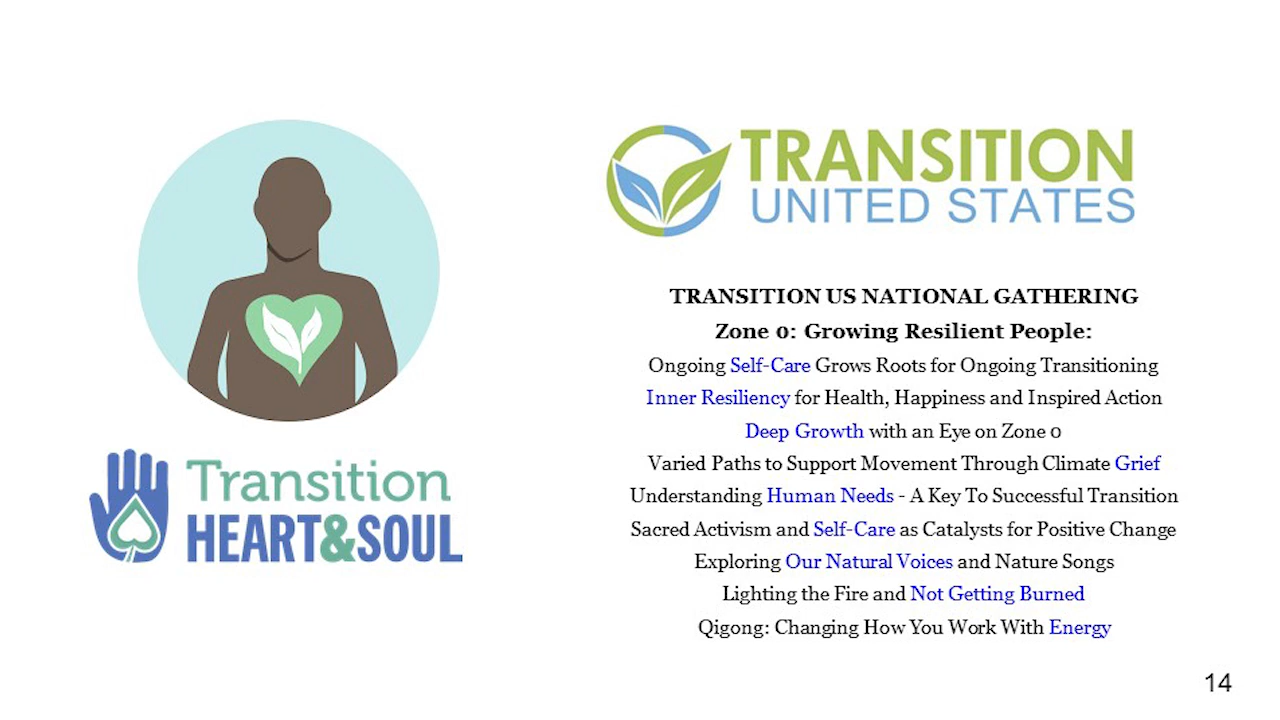 Transition
HEART&SOUL
TRANSITION
UNITED STATES
TRANSITION US NATIONAL GATHERING
Zone 0: Growing Resilient People:
Ongoing Self-Care Grows Roots for Ongoing Transitioning
Inner Resiliency for Health, Happiness and Inspired Action
Deep Growth with an Eye on Zone 0
Varied Paths to Support Movement Through Climate Grief
Understanding Human Needs - A Key To Successful Transition
Sacred Activism and Self-Care as Catalysts for Positive Change
Exploring Our Natural Voices and Nature Songs
Lighting the Fire and Not Getting Burned
Qigong: Changing How You Work With Energy
14